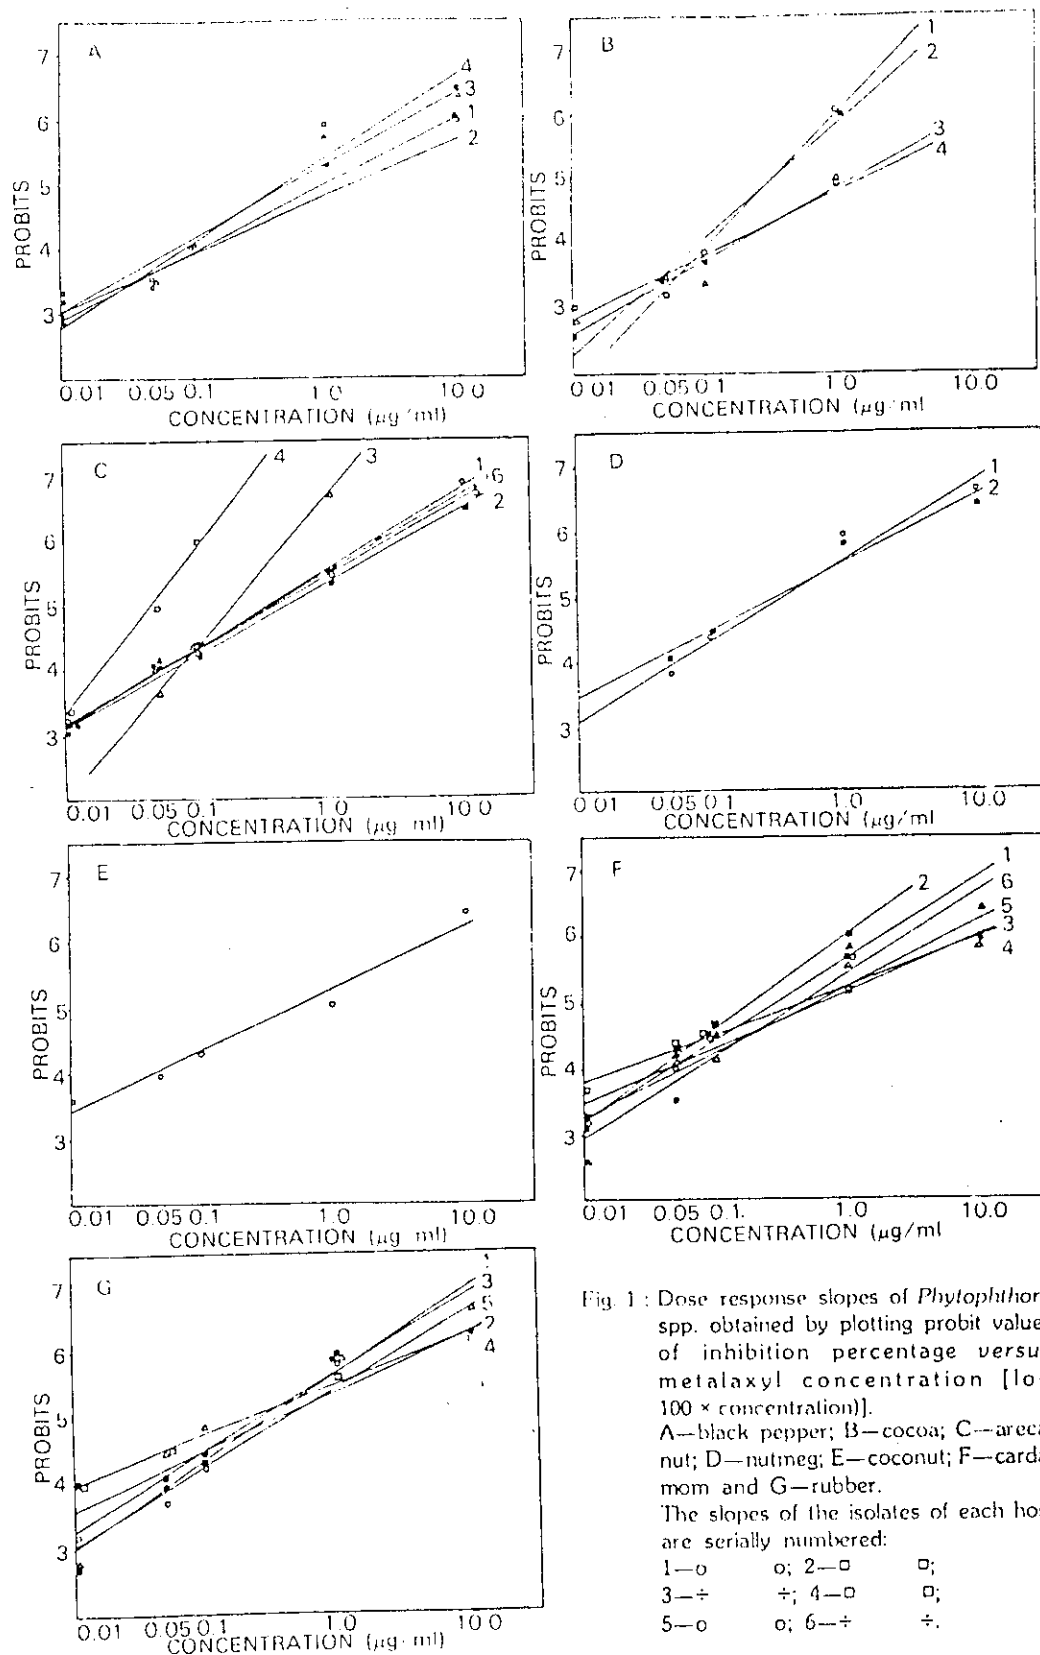 A
7
6
5
4
3
PROBITS
4
3
1
2
0.01 0.05 0.1 1.0 10.0
CONCENTRATION (μg/ml)
B
7
6
5
4
3
PROBITS
1
2
3
4
0 01 0.05 0 1 1.0 10.0
CONCENTRATION (μg/ml
C
7
6
5
4
3
PROBITS
4
3
1
6
2
0.01 0.05 0.1 1.0 10 0
CONCENTRATION (μg ml)
D
7
6
5
4
3
PROBITS
1
2
0 01 0.05 0 1 1.0 10.0
CONCENTRATION (μg/ml
E
7
6
5
4
3
PROBITS
0.01 0.05 0.1 1.0 10.0
CONCENTRATION (μg ml)
F
7
6
5
4
3
PROBITS
2
1
6
5
3
4
0.01 0.05 0.1. 1.0 10.0
CONCENTRATION (μg/ml
G
7
6
5
4
3
PROBITS
3
5
2
4
0.01 0.05 0.1 1.0 10.0
CONCENTRATION (μg·ml)
Fig. 1 : Dose response slopes of Phytophthor
spp. obtained by plotting probit value
of inhibition percentage versu
metalaxyl concentration [lo
100 × concentration)].
A—black pepper; B—cocoa; C—areca
nut; D—nutmeg; E—coconut; F—carda
mom and G—rubber.
The slopes of the isolates of each hos
are serially numbered:
1—o o; 2—□ □;
3—÷ ÷; 4—□ □;
5—o o; 6—÷ ÷.